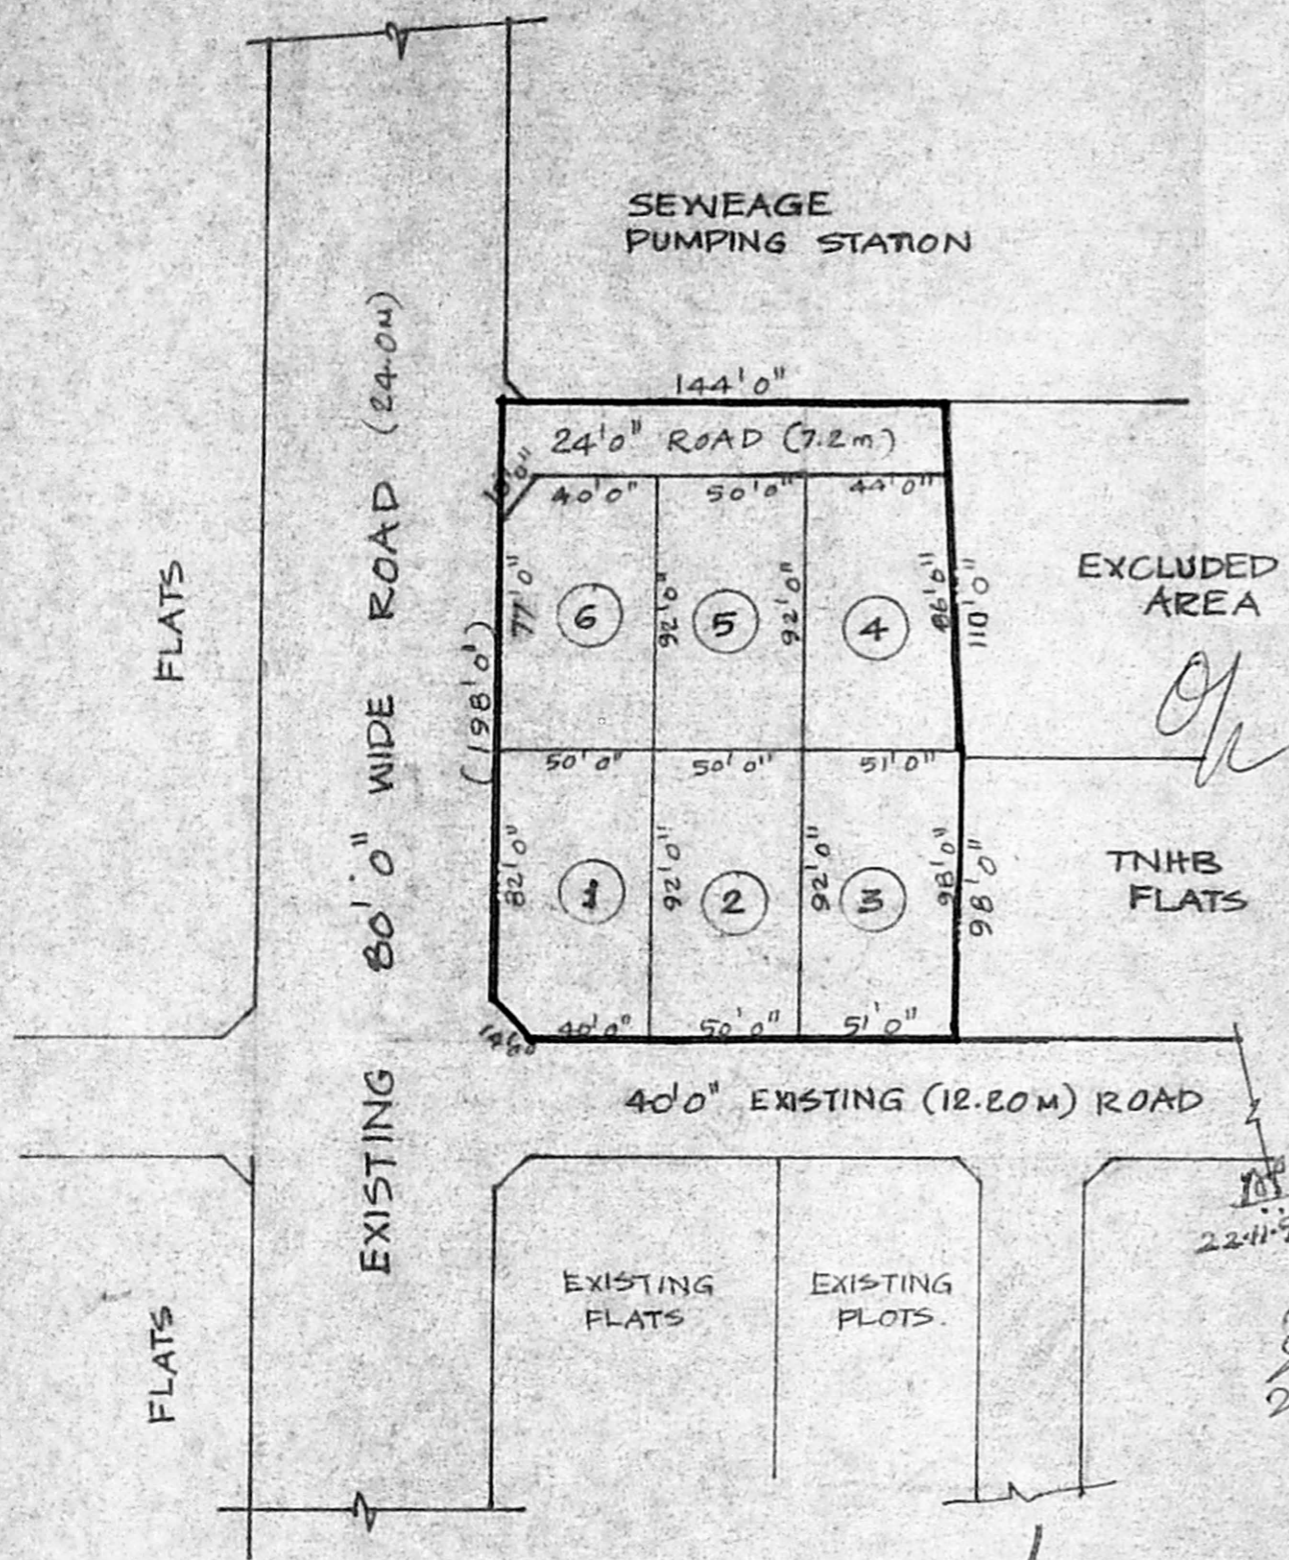 SEWEAGE
PUMPING STATION
144'0"
24'0" ROAD (7.2m)
40'0"
50'0"
44'0"
77'0"
6
92'0"
5
92'0"
4
86'0"
110'0"
EXCLUDED
AREA
FLATS
(198'0')
EXISTING 80'0" WIDE ROAD (24.0M)
50'0"
50'0"
51'0"
82'0"
1
92'0"
2
92'0"
3
98'0"
98'0"
TNHB
FLATS
40'0"
50'0"
51'0"
40'0" EXISTING (12.20M) ROAD
EXISTING
FLATS
EXISTING
PLOTS.
FLATS